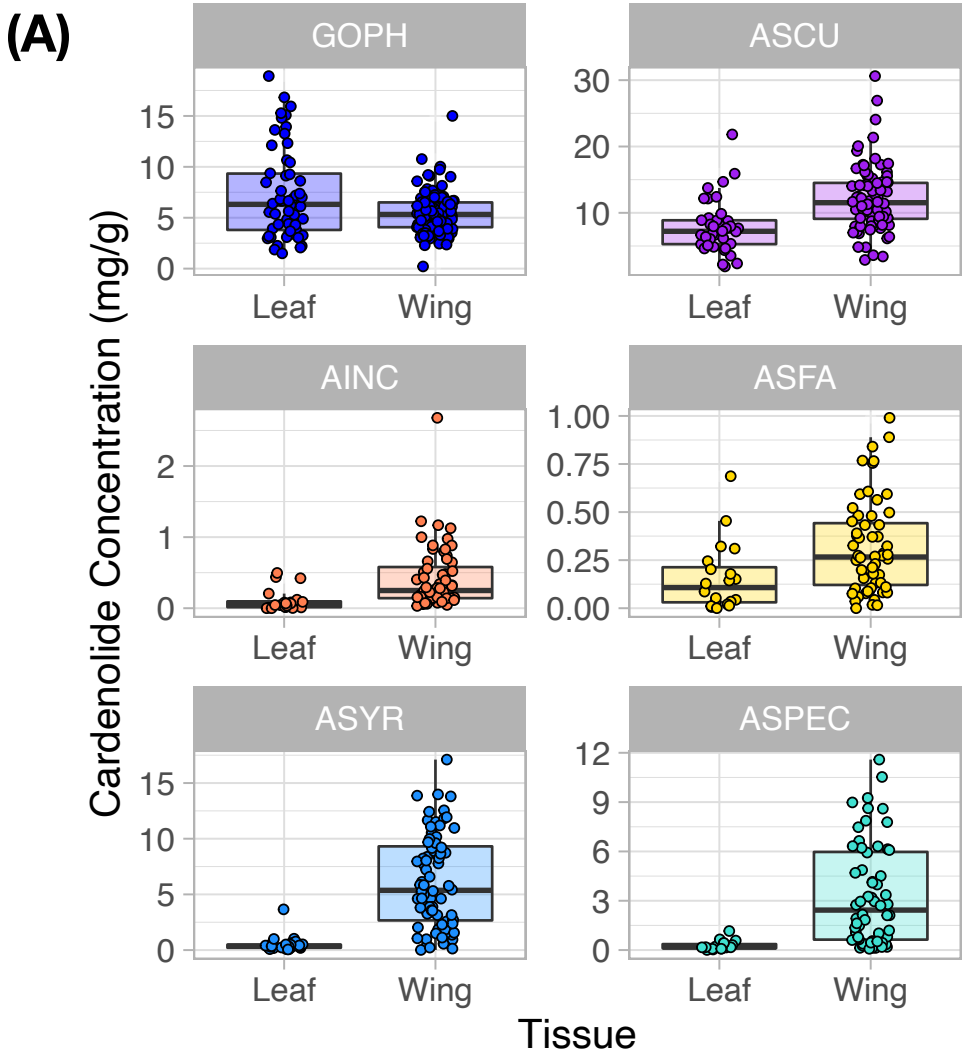 (A)
GOPH
ASCU
15
10
5
0
30
20
10
Leaf
Wing
Leaf
Wing
AINC
ASFA
2
1
0
1.00
0.75
0.50
0.25
0.00
Leaf
Wing
Leaf
Wing
ASYR
ASPEC
15
10
5
0
12
9
6
3
0
Leaf
Wing
Leaf
Wing
Cardenolide Concentration (mg/g)
Tissue